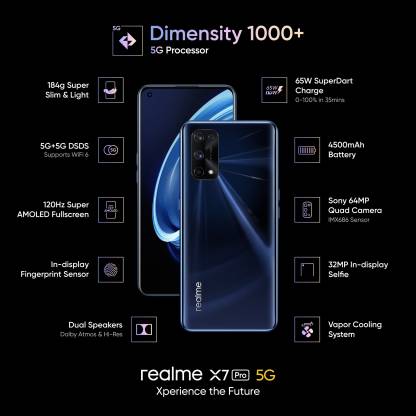 5G
Dimensity 1000+
5G Processor
184g Super
Slim & Light
65W
65W SuperDart
Charge
0-100% in 35mins
5G+5G DSDS
Supports WiFi 6
5G
4500mAh
Battery
120Hz Super
AMOLED Fullscreen
Sony 64MP
Quad Camera
IMX686 Sensor
In-display
Fingerprint Sensor
32MP In-display
Selfie
realme
Dual Speakers
Dolby Atmos & Hi-Res
Vapor Cooling
System
realme X7 Pro 5G
Xperience the Future